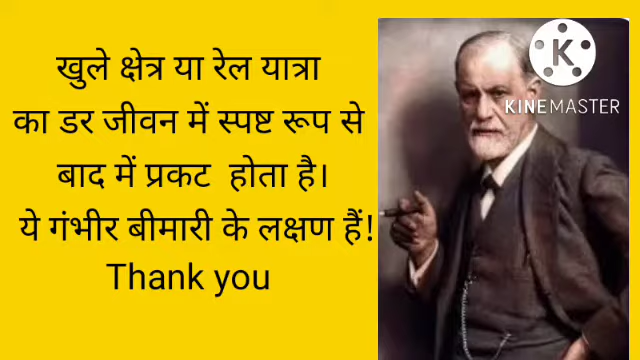 खुले क्षेत्र या रेल यात्रा
का डर जीवन में स्पष्ट रूप से
बाद में प्रकट होता है।
ये गंभीर बीमारी के लक्षण हैं!
Thank you
K
KINEMASTER